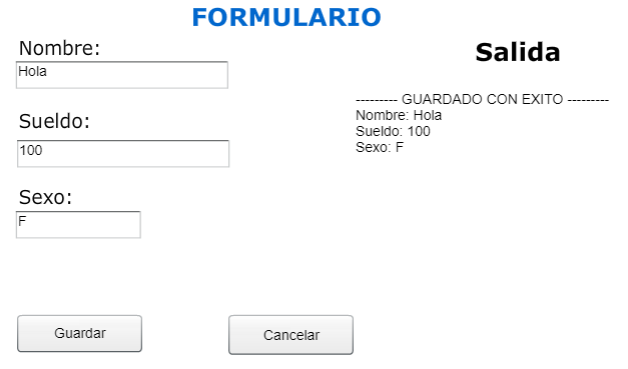 FORMULARIO
Nombre:
Hola
Sueldo:
100
Sexo:
F
Guardar
Cancelar
Salida
--------- GUARDADO CON EXITO ---------
Nombre: Hola
Sueldo: 100
Sexo: F